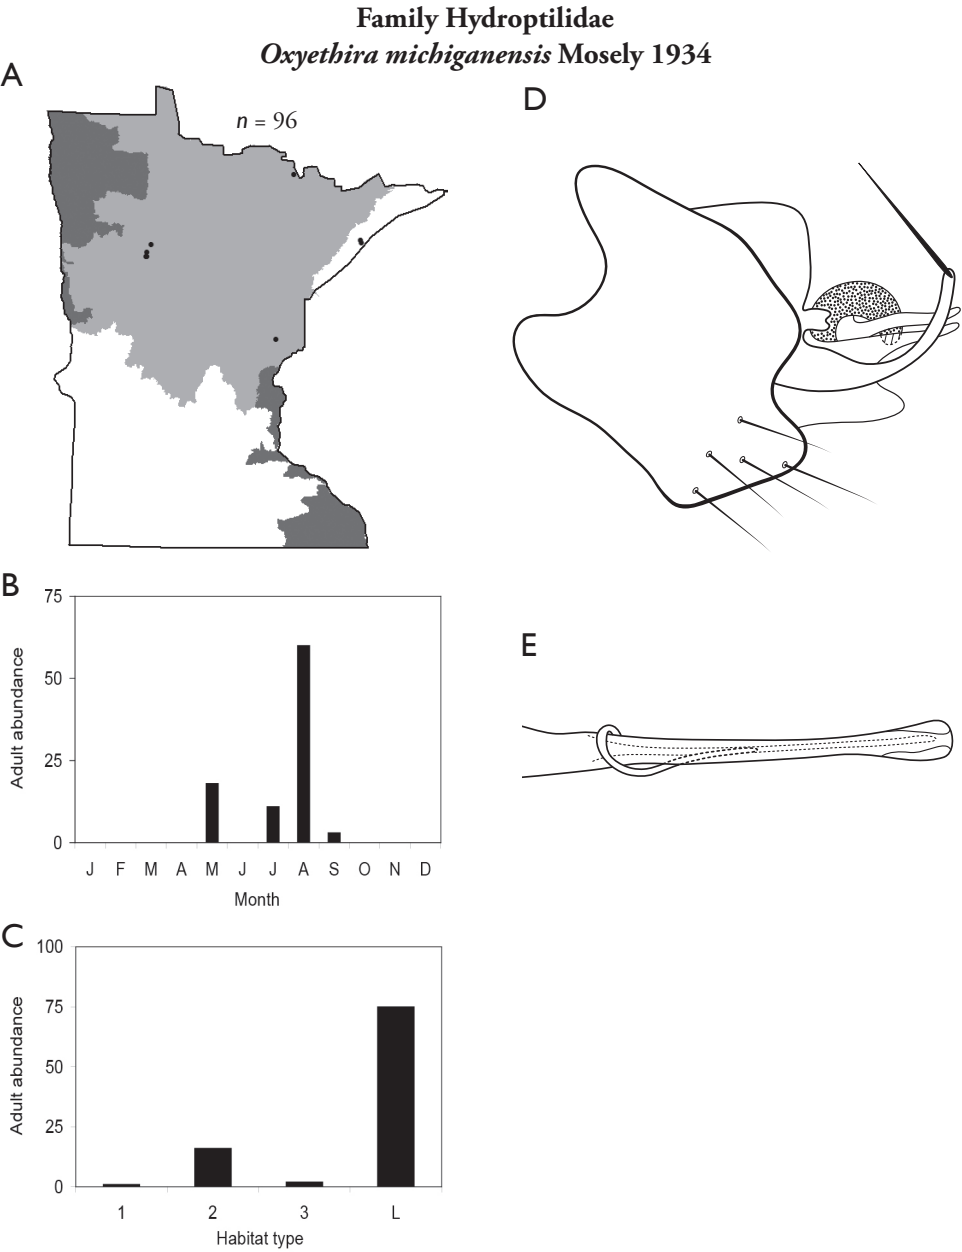 Family Hydroptilidae
Oxyethira michiganensis Mosely 1934
A
n = 96
D
B
75
50
25
0
Adult abundance
J F M A M J J A S O N D
Month
E
C
100
75
50
25
0
Adult abundance
1 2 3 L
Habitat type